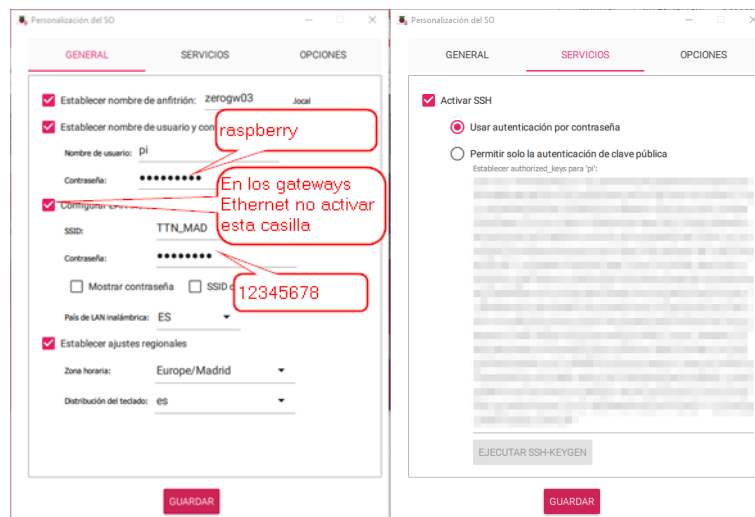 Personalización del SO
GENERAL
SERVICIOS
OPCIONES
Establecer nombre de anfitrión: zerogw03 .local
Establecer nombre de usuario y con
raspberry
Nombre de usuario: pi
Contraseña: •••••••••
En los gateways
Ethernet no activar
esta casilla
Configurar LAN
SSID: TTN_MAD
Contraseña: ••••••••
Mostrar contraseña
SSID
12345678
País de LAN inalámbrica: ES
Establecer ajustes regionales
Zona horaria: Europe/Madrid
Distribución del teclado: es
GUARDAR
Personalización del SO
GENERAL
SERVICIOS
OPCIONES
Activar SSH
Usar autenticación por contraseña
Permitir solo la autenticación de clave pública
Establecer authorized_keys para 'pi':
EJECUTAR SSH-KEYGEN
GUARDAR